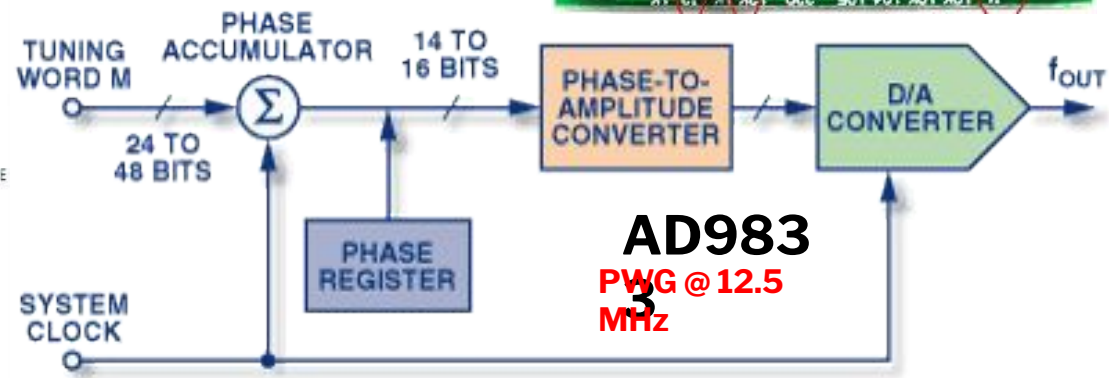 TUNING
WORD M
PHASE
ACCUMULATOR
Σ
24 TO
48 BITS
14 TO
16 BITS
PHASE-TO-
AMPLITUDE
CONVERTER
D/A
CONVERTER
fOUT
PHASE
REGISTER
AD983
3
PWG @ 12.5
MHz
SYSTEM
CLOCK
E